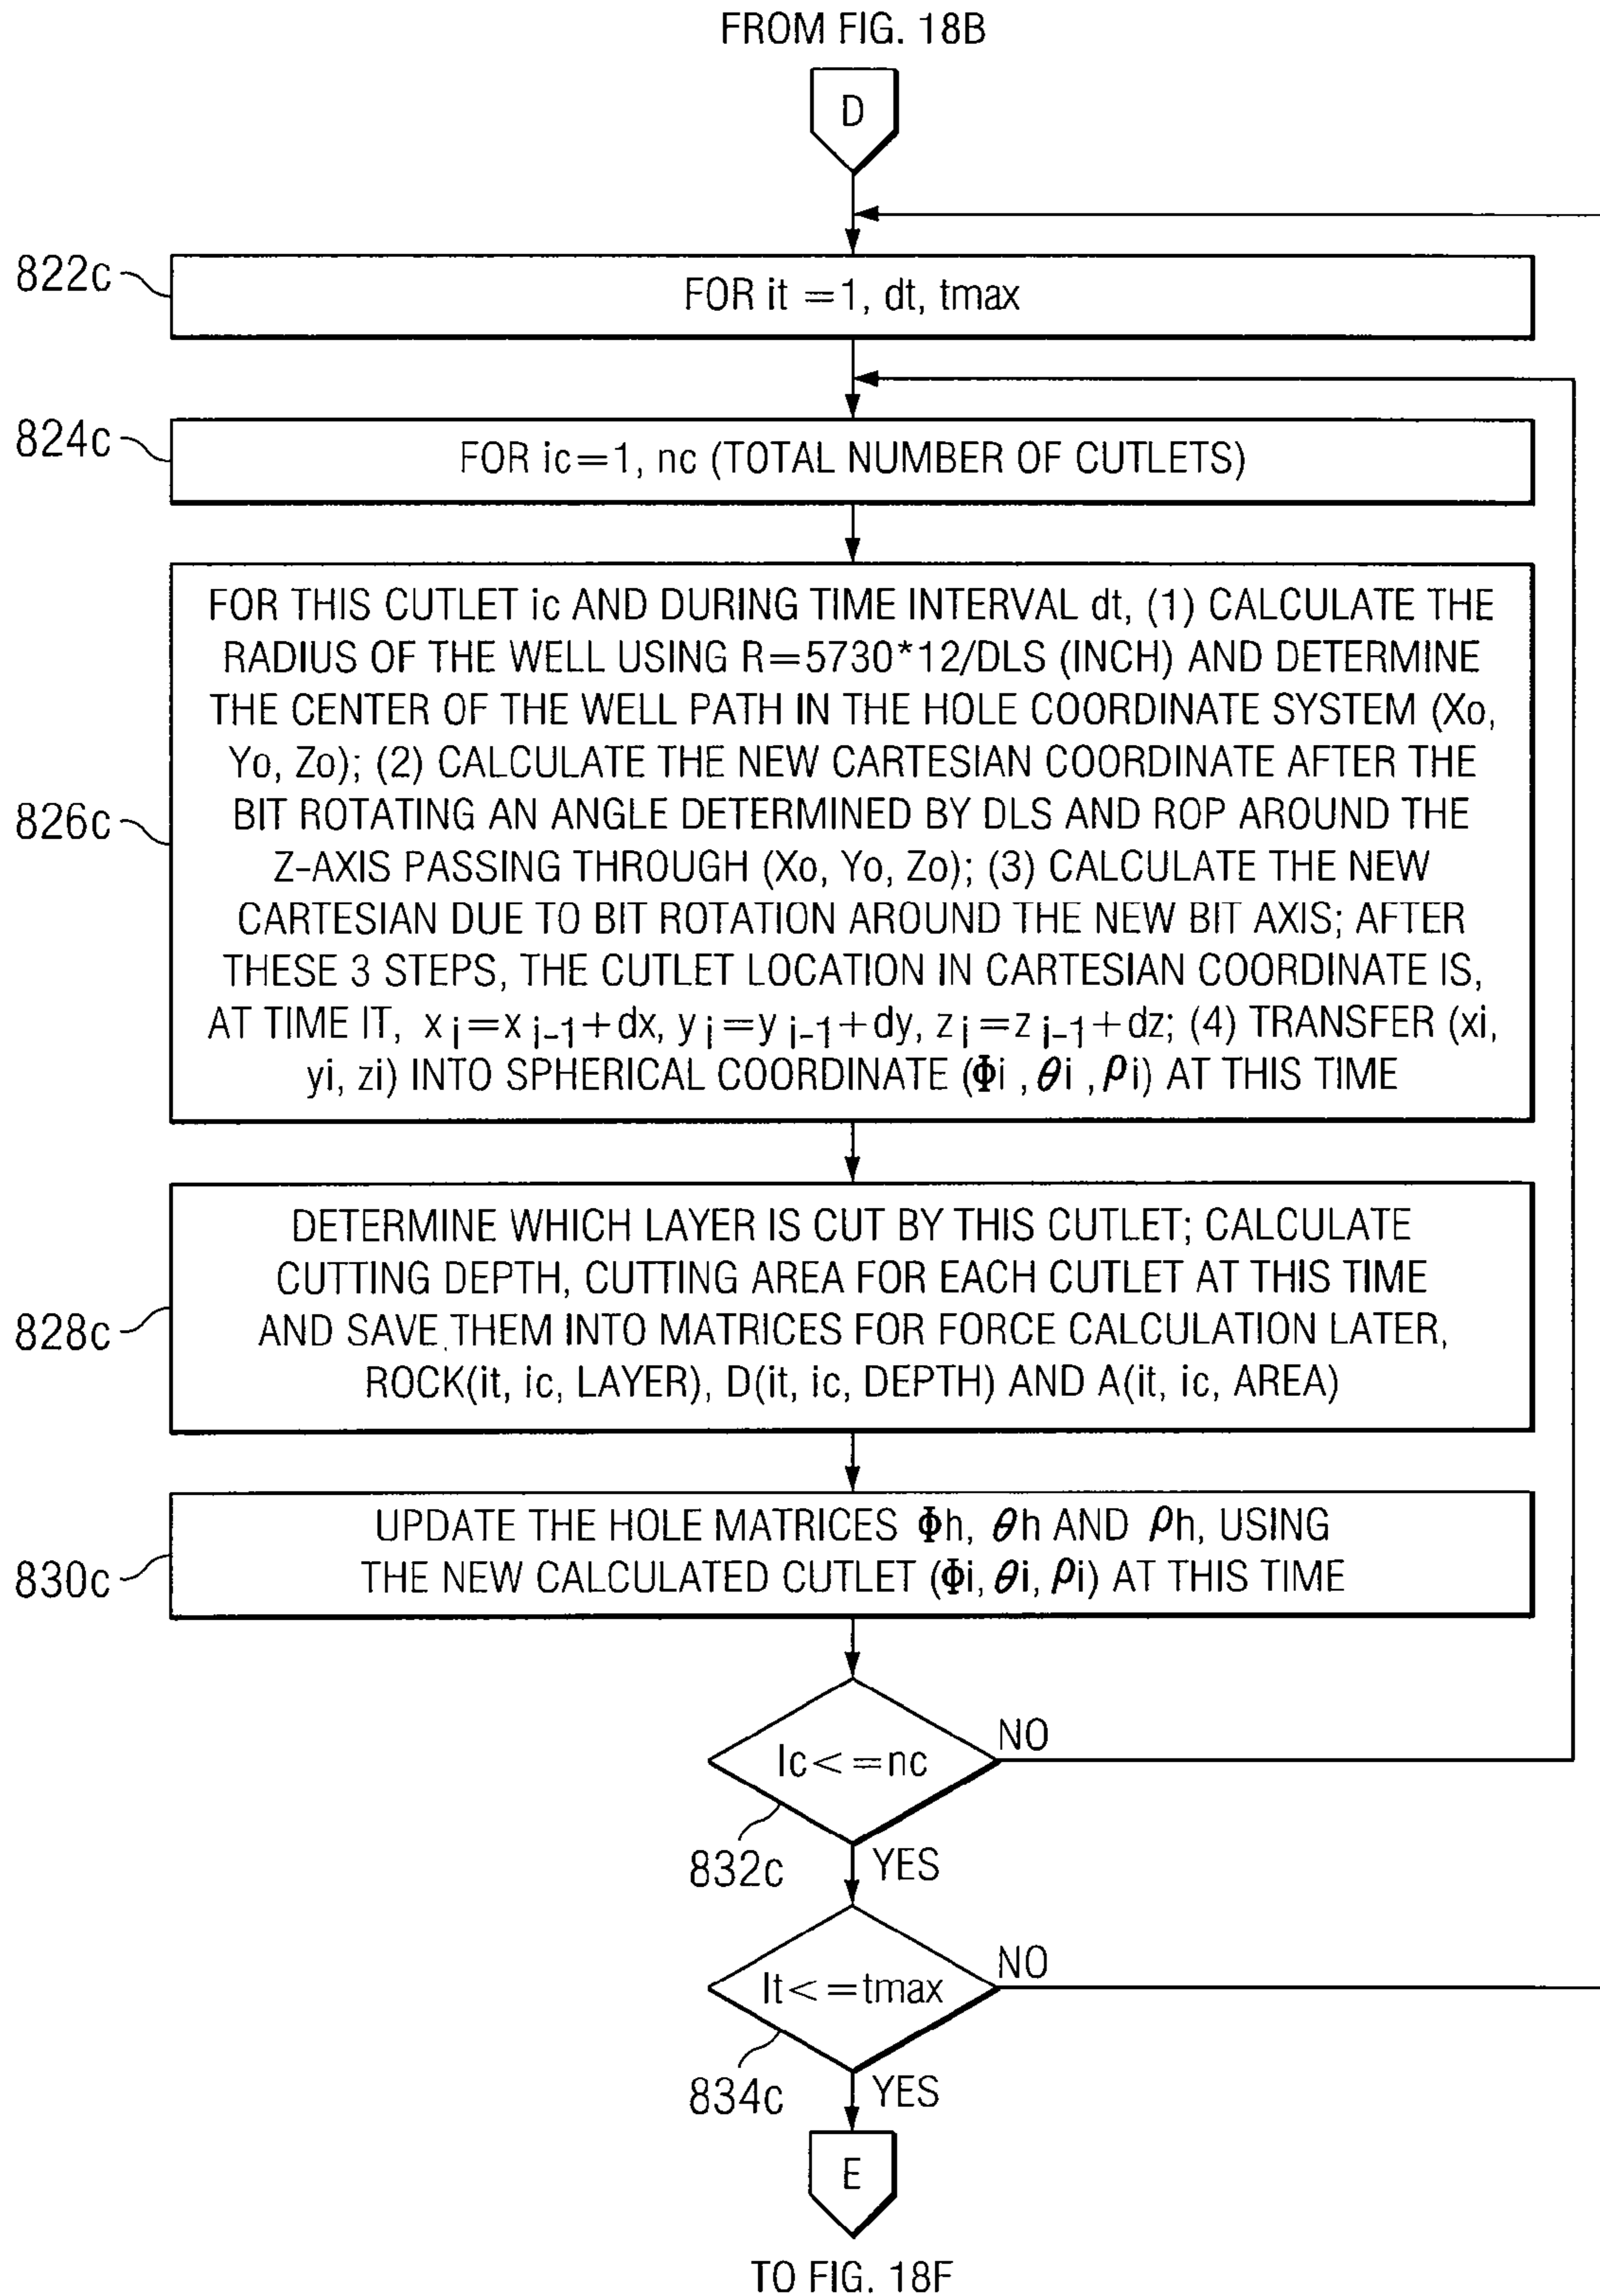 FROM FIG. 18B
D
822c
FOR it =1, dt, tmax
824c
FOR ic=1, nc (TOTAL NUMBER OF CUTLETS)
826c
FOR THIS CUTLET ic AND DURING TIME INTERVAL dt, (1) CALCULATE THE
RADIUS OF THE WELL USING R=5730*12/DLS (INCH) AND DETERMINE
THE CENTER OF THE WELL PATH IN THE HOLE COORDINATE SYSTEM (Xo,
Yo, Zo); (2) CALCULATE THE NEW CARTESIAN COORDINATE AFTER THE
BIT ROTATING AN ANGLE DETERMINED BY DLS AND ROP AROUND THE
Z-AXIS PASSING THROUGH (Xo, Yo, Zo); (3) CALCULATE THE NEW
CARTESIAN DUE TO BIT ROTATION AROUND THE NEW BIT AXIS; AFTER
THESE 3 STEPS, THE CUTLET LOCATION IN CARTESIAN COORDINATE IS,
AT TIME IT, x i=x i-1+dx, y i=y i-1+dy, z i=z i-1+dz; (4) TRANSFER (xi,
yi, zi) INTO SPHERICAL COORDINATE (Φi ,θi ,ρi) AT THIS TIME
828c
DETERMINE WHICH LAYER IS CUT BY THIS CUTLET; CALCULATE
CUTTING DEPTH, CUTTING AREA FOR EACH CUTLET AT THIS TIME
AND SAVE THEM INTO MATRICES FOR FORCE CALCULATION LATER,
ROCK(it, ic, LAYER), D(it, ic, DEPTH) AND A(it, ic, AREA)
830c
UPDATE THE HOLE MATRICES Φh, θh AND ρh, USING
THE NEW CALCULATED CUTLET (Φi, θi, ρi) AT THIS TIME
Ic<=nc
NO
832c
YES
It<=tmax
NO
834c
YES
E
TO FIG. 18F